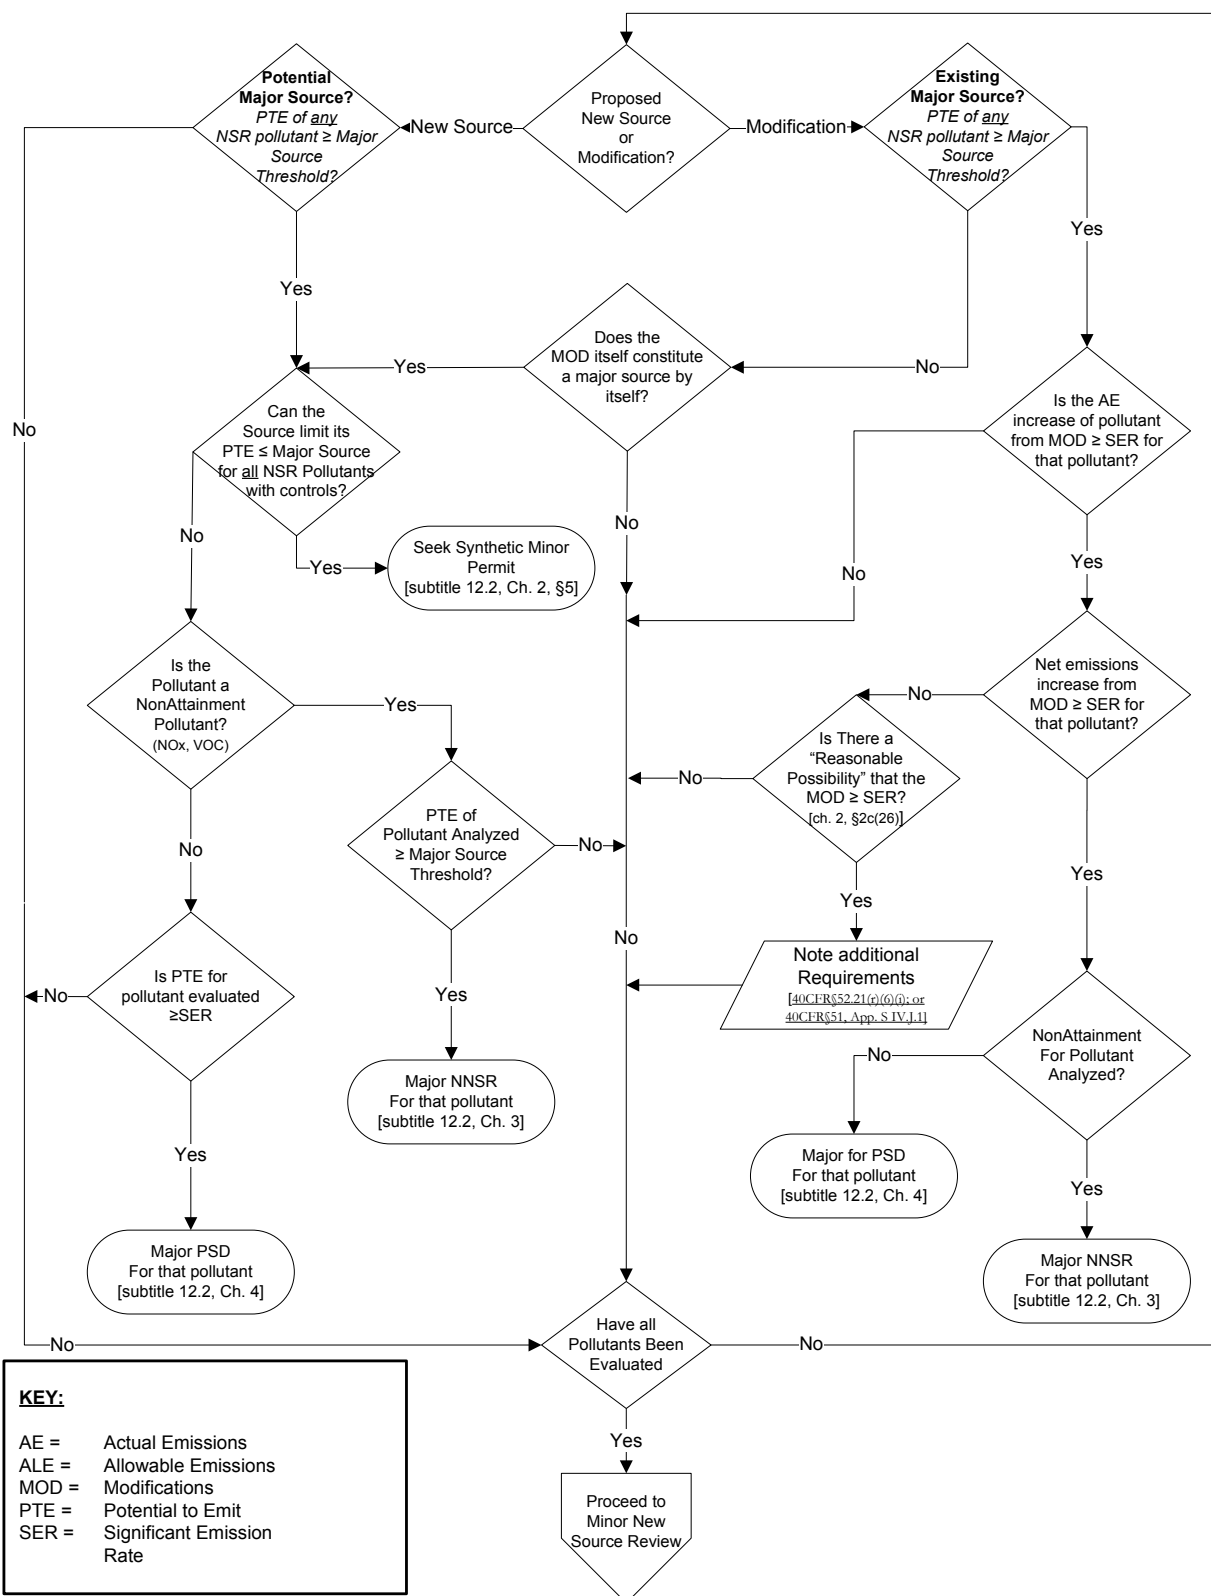 Potential
Major Source?
PTE of any
NSR pollutant ≥ Major
Source
Threshold?
New Source
Proposed
New Source
or
Modification?
Modification
Existing
Major Source?
PTE of any
NSR pollutant ≥ Major
Source
Threshold?
Yes
Yes
Does the
MOD itself constitute
a major source by
itself?
Yes
No
No
Can the
Source limit its
PTE ≤ Major Source
for all NSR Pollutants
with controls?
Is the AE
increase of pollutant
from MOD ≥ SER for
that pollutant?
No
No
Yes
Seek Synthetic Minor
Permit
[subtitle 12.2, Ch. 2, §5]
No
Yes
Is the
Pollutant a
NonAttainment
Pollutant?
(NOx, VOC)
Yes
Net emissions
increase from
MOD ≥ SER for
that pollutant?
No
Is There a
“Reasonable
Possibility” that the
MOD ≥ SER?
[ch. 2, §2c(26)]
No
PTE of
Pollutant Analyzed
≥ Major Source
Threshold?
No
No
Yes
Yes
No
Note additional
Requirements
[40CFR§52.21(r)(6)(i); or
40CFR§51, App. S IV.J.1]
Is PTE for
pollutant evaluated
≥SER
No
Yes
NonAttainment
For Pollutant
Analyzed?
No
Major NNSR
For that pollutant
[subtitle 12.2, Ch. 3]
Yes
Major for PSD
For that pollutant
[subtitle 12.2, Ch. 4]
Yes
Major PSD
For that pollutant
[subtitle 12.2, Ch. 4]
Major NNSR
For that pollutant
[subtitle 12.2, Ch. 3]
No
Have all
Pollutants Been
Evaluated
No
Yes
Proceed to
Minor New
Source Review
KEY:
AE = Actual Emissions
ALE = Allowable Emissions
MOD = Modifications
PTE = Potential to Emit
SER = Significant Emission
Rate